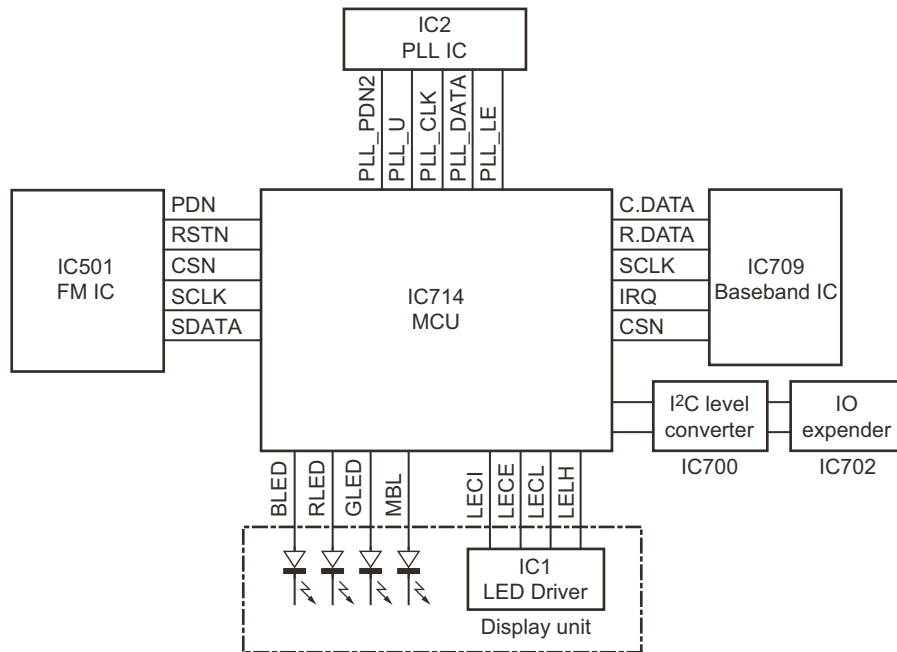 IC2
PLL IC
PLL_PDN2
PLL_U
PLL_CLK
PLL_DATA
PLL_LE
IC501
FM IC
PDN
RSTN
CSN
SCLK
SDATA
IC714
MCU
C.DATA
R.DATA
SCLK
IRQ
CSN
IC709
Baseband IC
I²C level
converter
IC700
IO
expender
IC702
BLED
RLED
GLED
MBL
LECI
LECE
LECL
LELH
IC1
LED Driver
Display unit